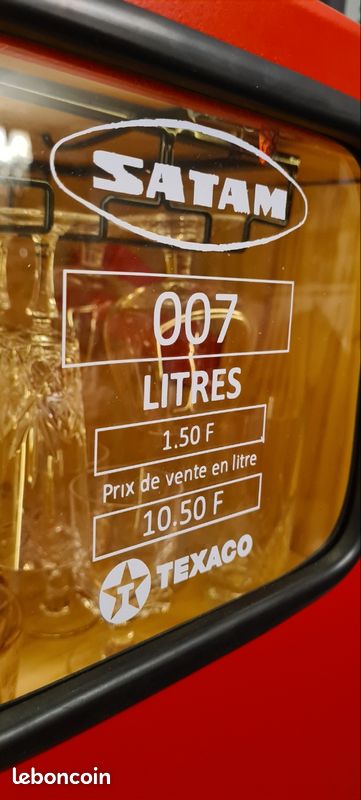 SATAM
007
LITRES
1.50 F
Prix de vente en litre
10.50 F
TEXACO
leboncoin